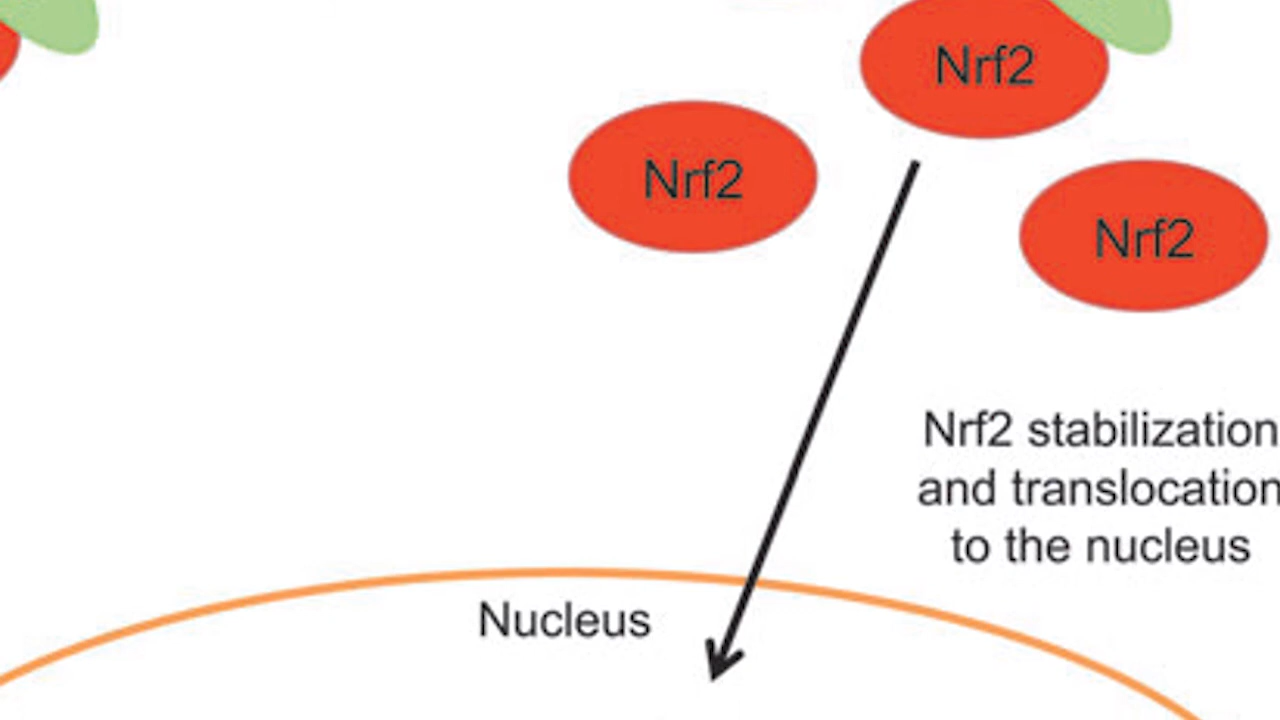 Nrf2
Nrf2
Nrf2
Nrf2 stabilization
and translocation
to the nucleus
Nucleus